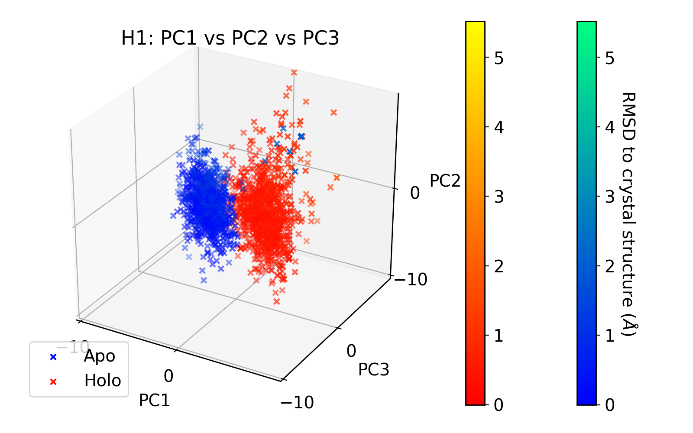 H1: PC1 vs PC2 vs PC3
PC2
0
−10
0
PC3
−10
−10
0
PC1
Apo
Holo
5
4
3
2
1
0
5
4
3
2
1
0
RMSD to crystal structure (Å)